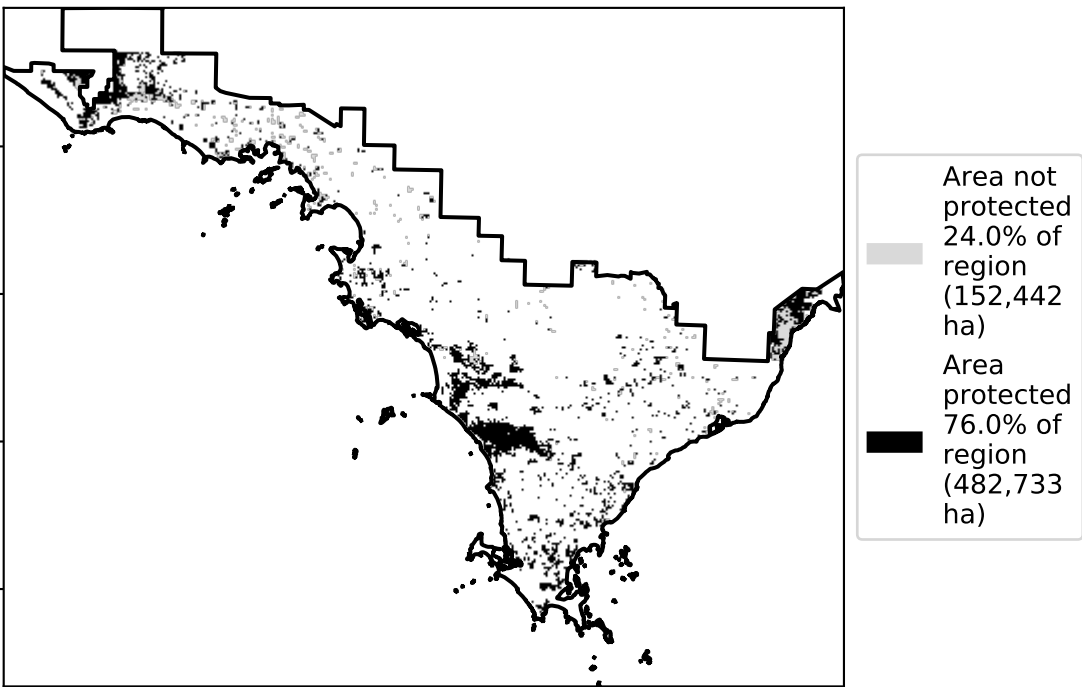 Area not
protected
24.0% of
region
(152,442
ha)
Area
protected
76.0% of
region
(482,733
ha)